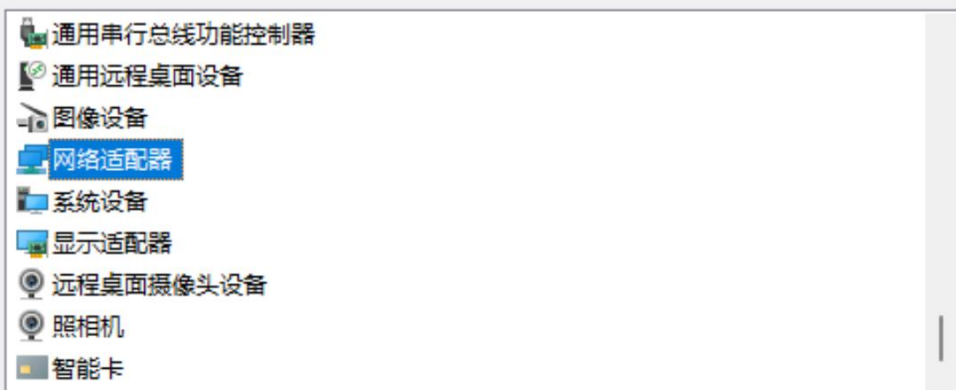 通用串行总线功能控制器
通用远程桌面设备
图像设备
网络适配器
系统设备
显示适配器
远程桌面摄像头设备
照相机
智能卡